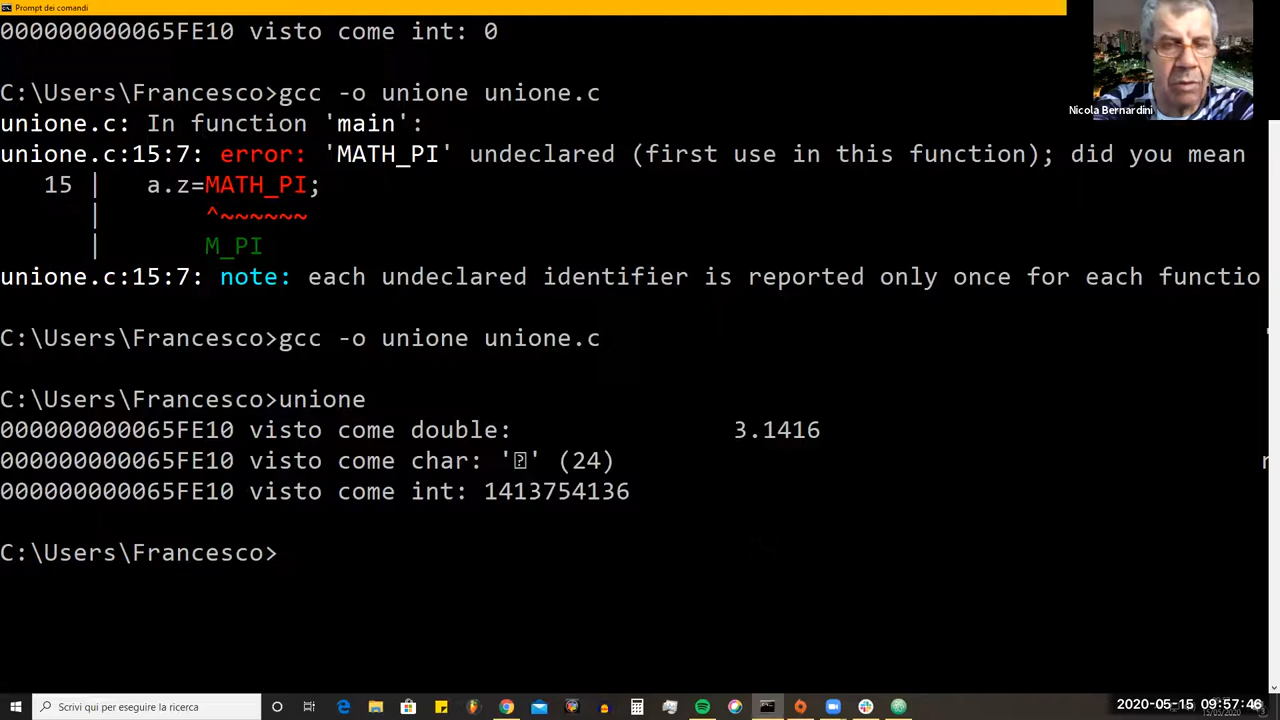 Prompt dei comandi
000000000065FE10 visto come int: 0
C:\Users\Francesco>gcc -o unione unione.c
unione.c: In function 'main':
unione.c:15:7: error: 'MATH_PI' undeclared (first use in this function); did you mean
15 | a.z=MATH_PI;
| ^~~~~~~
| M_PI
unione.c:15:7: note: each undeclared identifier is reported only once for each functio
C:\Users\Francesco>gcc -o unione unione.c
C:\Users\Francesco>unione
000000000065FE10 visto come double: 3.1416
000000000065FE10 visto come char: '�' (24)
000000000065FE10 visto come int: 1413754136
C:\Users\Francesco>
Nicola Bernardini
Scrivi qui per eseguire la ricerca
2020-05-15 09:57:46